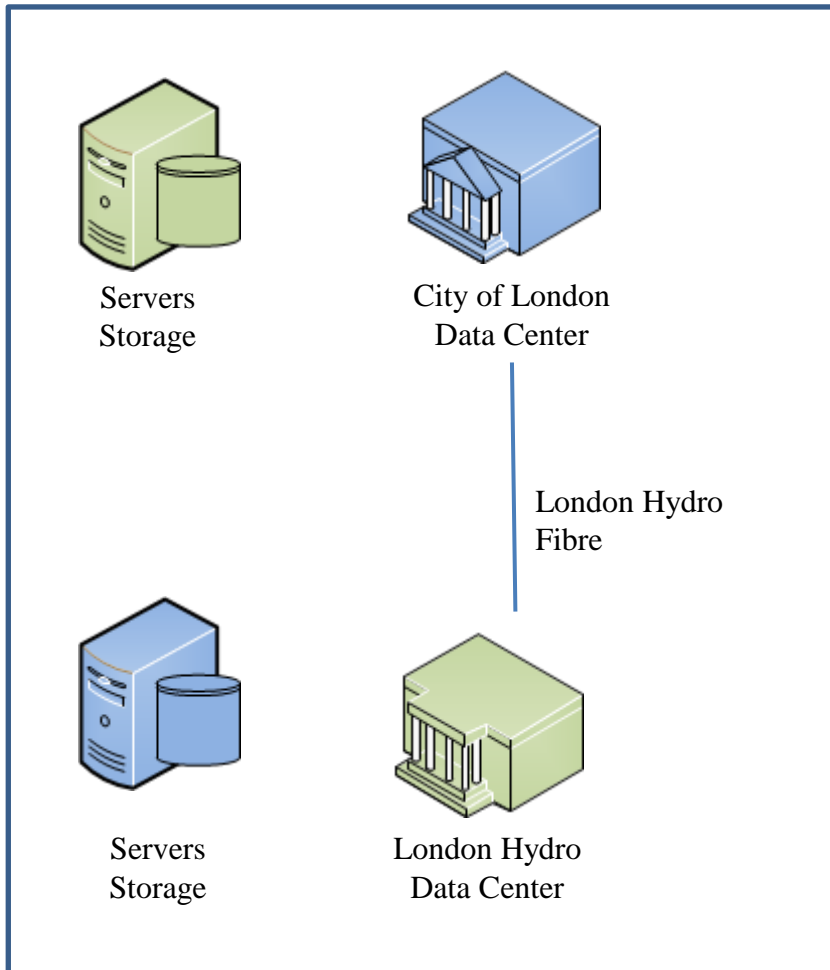 Servers
Storage
City of London
Data Center
London Hydro
Fibre
Servers
Storage
London Hydro
Data Center